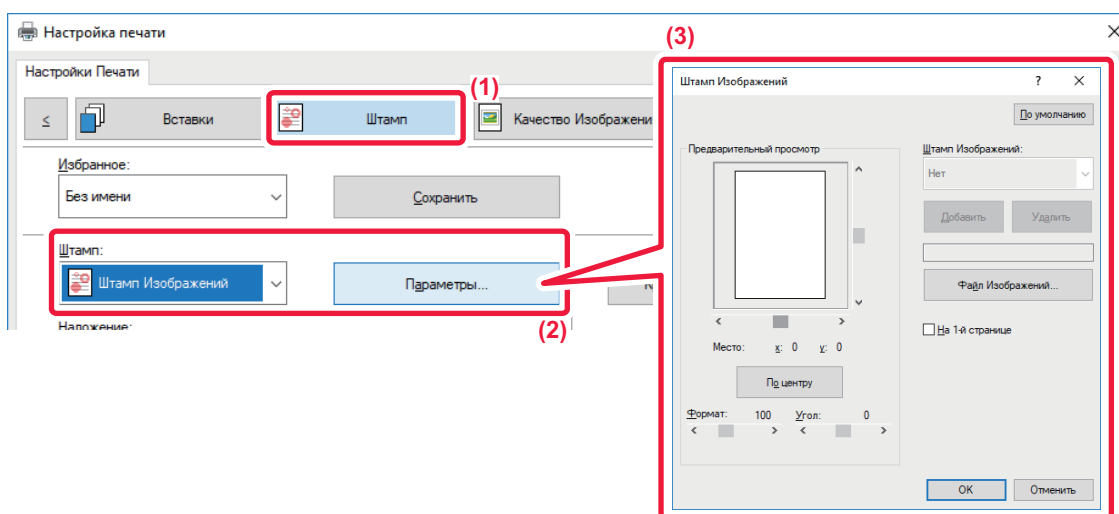 Настройка печати
Настройки Печати
(1)
≤
Вставки
Штамп
Качество Изображени
Избранное:
Без имени
Сохранить
Штамп:
Штамп Изображений
Параметры...
Наложение:
(2)
(3)
Штамп Изображений
?
По умолчанию
Предварительный просмотр
Место: x: 0 y: 0
По центру
Формат: 100 Угол: 0
Штамп Изображений:
Нет
Добавить
Удалить
Файл Изображений...
На 1-й странице
OK
Отменить